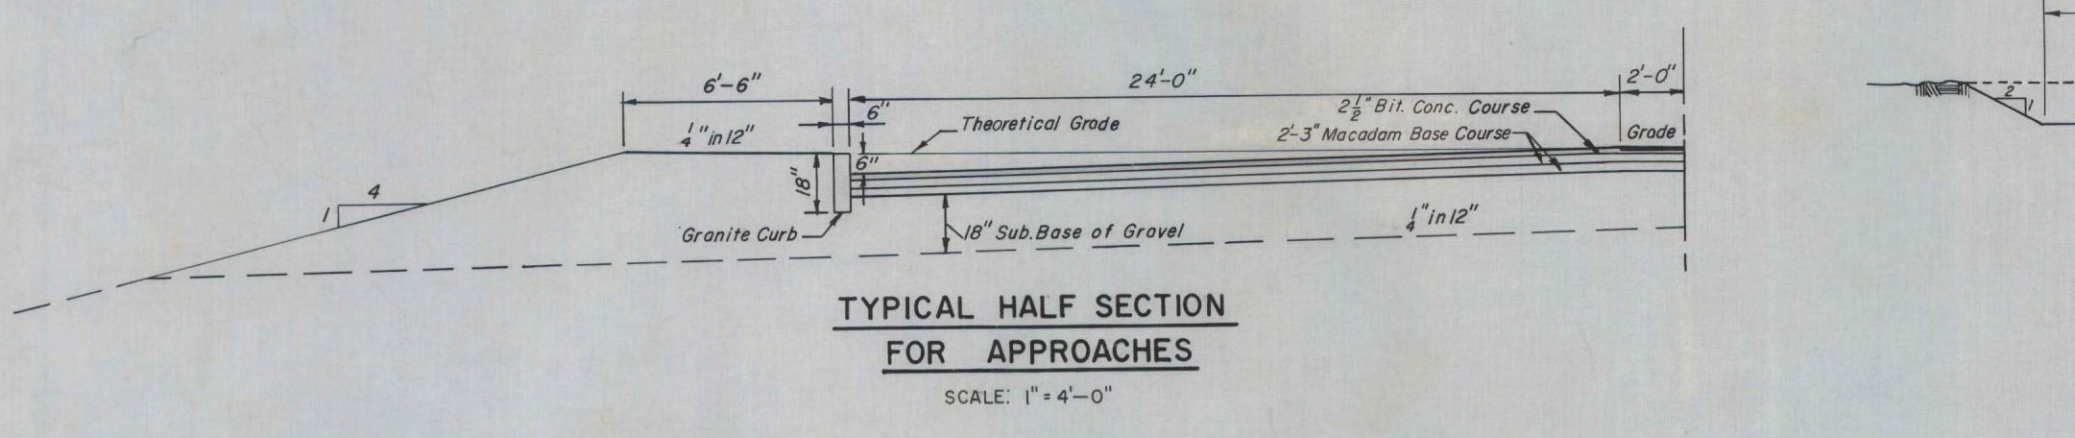 6'-6"
24'-0"
2'-0"
6"
2 1/2" Bit. Conc. Course
Theoretical Grade
2'-3" Macadam Base Course
Grade
1/4" in 12"
6"
18"
4
1
2
1
1/4" in 12"
Granite Curb
18" Sub. Base of Gravel
TYPICAL HALF SECTION
FOR APPROACHES
SCALE: 1" = 4'-0"